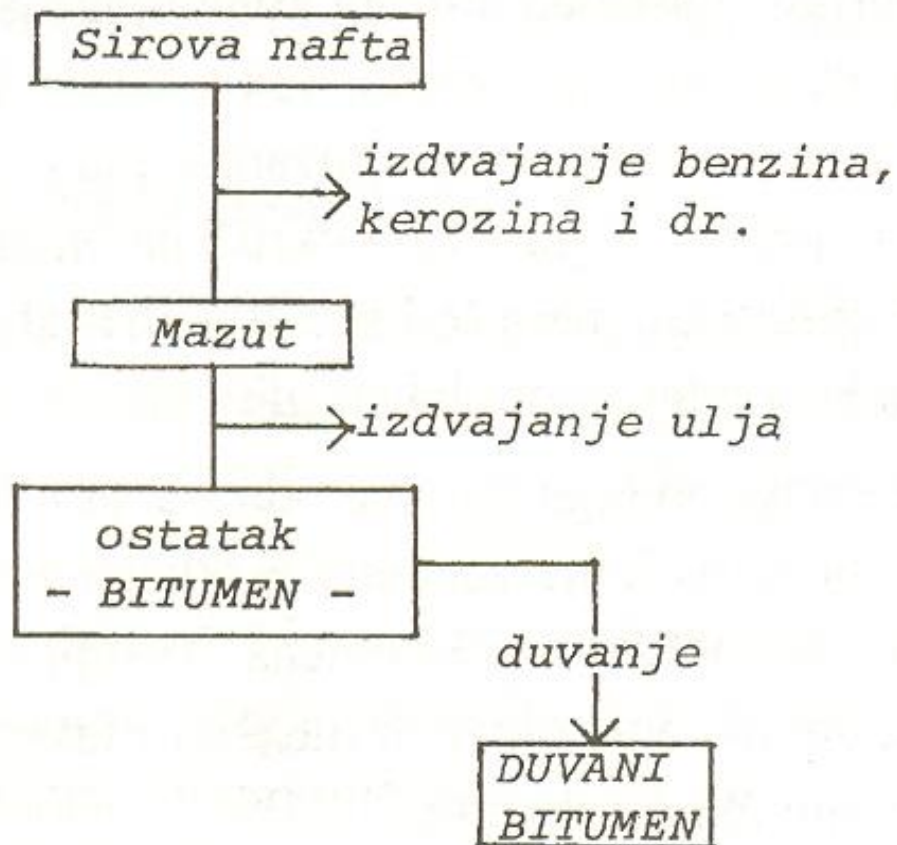 Sirova nafta
izdvajanje benzina,
kerozina i dr.
Mazut
izdvajanje ulja
ostatak
- BITUMEN -
duvanje
DUVANI
BITUMEN